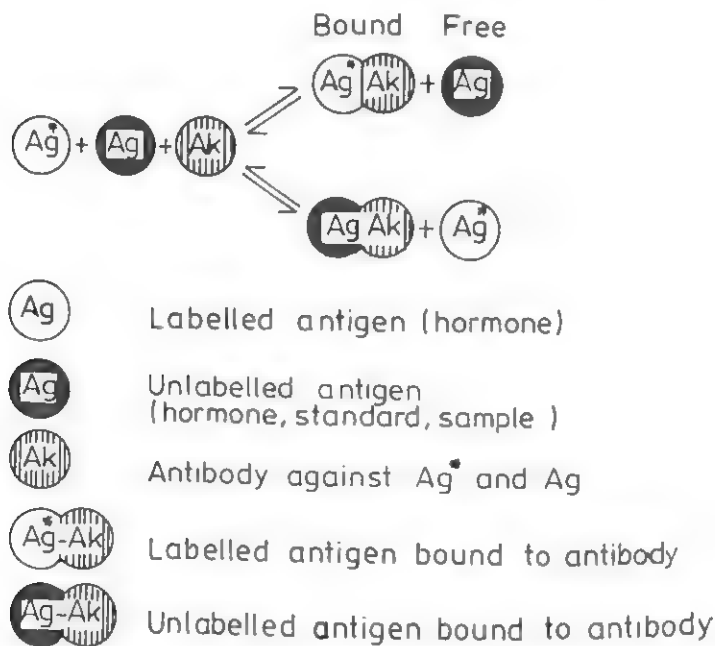 Bound Free
Ag* Ak + Ag
Ag* + Ag + Ak
Ag Ak + Ag*
Ag Labelled antigen (hormone)
Ag Unlabelled antigen
(hormone, standard, sample )
Ak Antibody against Ag* and Ag
Ag*-Ak Labelled antigen bound to antibody
Ag-Ak Unlabelled antigen bound to antibody